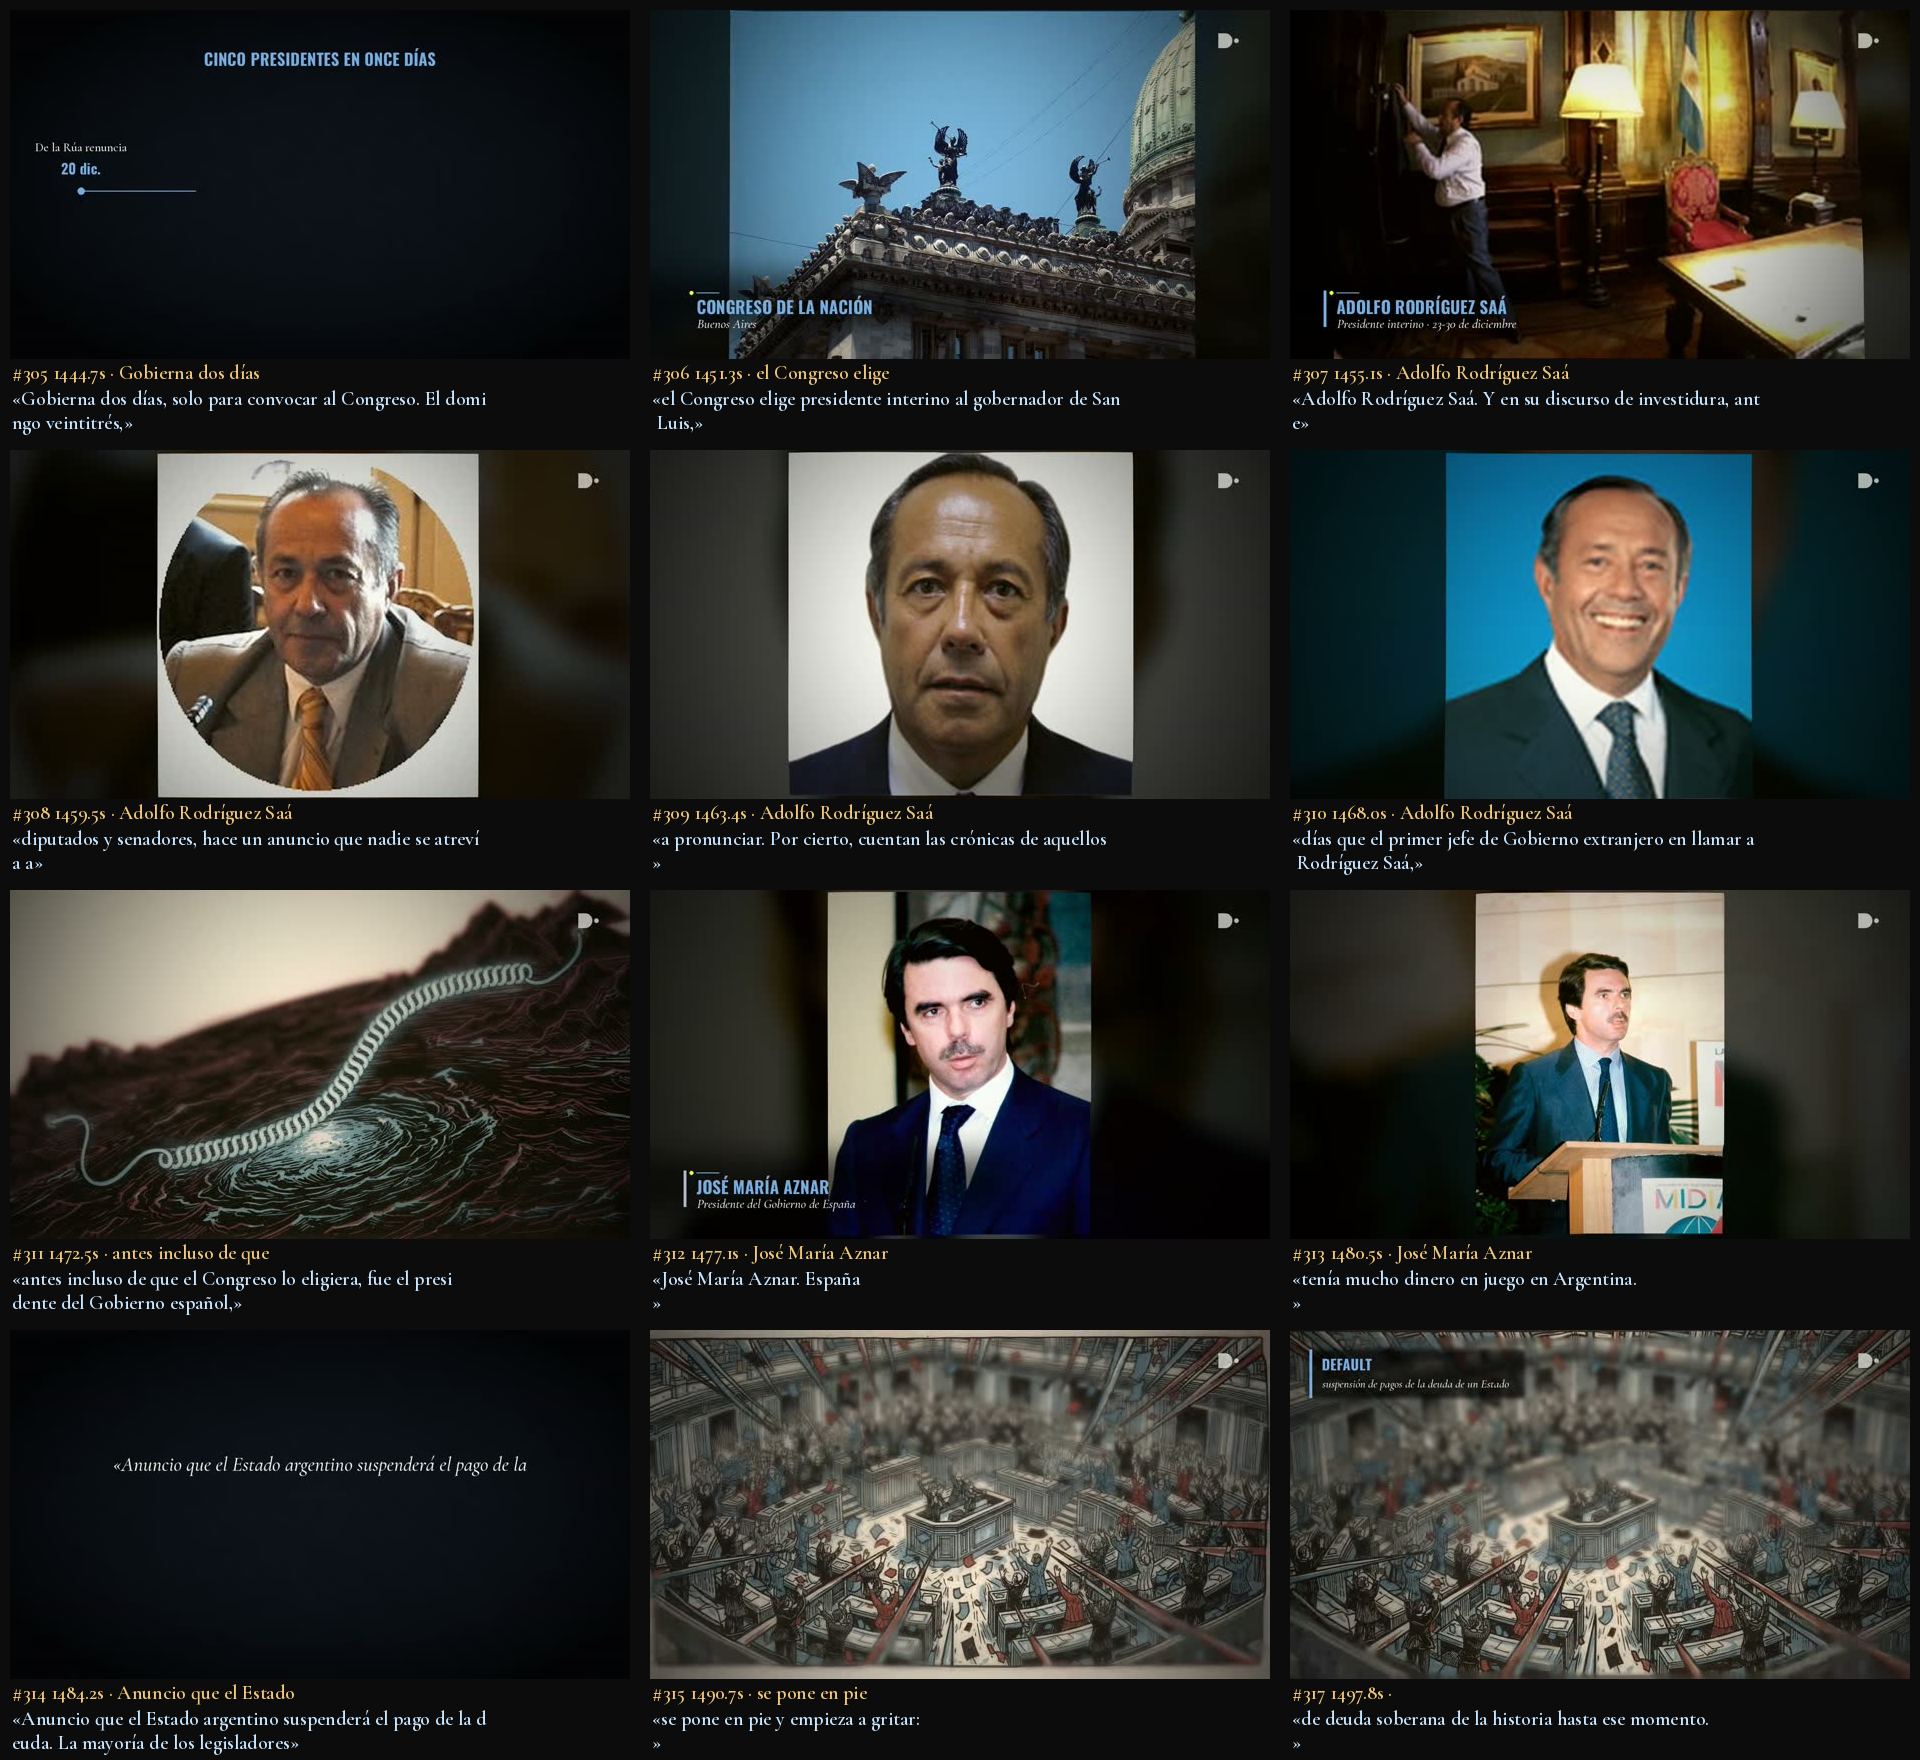 CINCO PRESIDENTES EN ONCE DÍAS
De la Rúa renuncia
20 dic.
#305 1444.7s · Gobierna dos días
«Gobierna dos días, solo para convocar al Congreso. El domi
ngo veintitrés,»
CONGRESO DE LA NACIÓN
Buenos Aires
#306 1451.3s · el Congreso elige
«el Congreso elige presidente interino al gobernador de San
Luis,»
ADOLFO RODRÍGUEZ SAÁ
Presidente interino · 23-30 de diciembre
#307 1455.1s · Adolfo Rodríguez Saá
«Adolfo Rodríguez Saá. Y en su discurso de investidura, ant
e»
#308 1459.5s · Adolfo Rodríguez Saá
«diputados y senadores, hace un anuncio que nadie se atreví
a a»
#309 1463.4s · Adolfo Rodríguez Saá
«a pronunciar. Por cierto, cuentan las crónicas de aquellos
»
#310 1468.0s · Adolfo Rodríguez Saá
«días que el primer jefe de Gobierno extranjero en llamar a
Rodríguez Saá,»
#311 1472.5s · antes incluso de que
«antes incluso de que el Congreso lo eligiera, fue el presi
dente del Gobierno español,»
JOSÉ MARÍA AZNAR
Presidente del Gobierno de España
#312 1477.1s · José María Aznar
«José María Aznar. España
»
LA
MIDIA
#313 1480.5s · José María Aznar
«tenía mucho dinero en juego en Argentina.
»
«Anuncio que el Estado argentino suspenderá el pago de la
#314 1484.2s · Anuncio que el Estado
«Anuncio que el Estado argentino suspenderá el pago de la d
euda. La mayoría de los legisladores»
#315 1490.7s · se pone en pie
«se pone en pie y empieza a gritar:
»
DEFAULT
suspensión de pagos de la deuda de un Estado
#317 1497.8s ·
«de deuda soberana de la historia hasta ese momento.
»